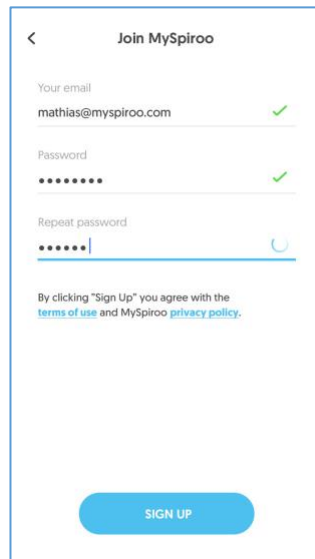 Join MySpiroo
Your email
mathias@myspiroo.com
Password
••••••••
Repeat password
••••••
By clicking "Sign Up" you agree with the
terms of use and MySpiroo privacy policy.
SIGN UP